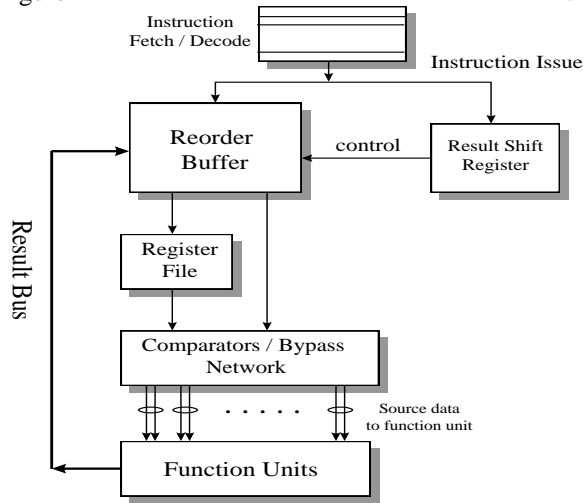 Instruction
Fetch / Decode
Instruction Issue
Reorder
Buffer
control
Result Shift
Register
Result Bus
Register
File
Comparators / Bypass
Network
. . . . .
Source data
to function unit
Function Units